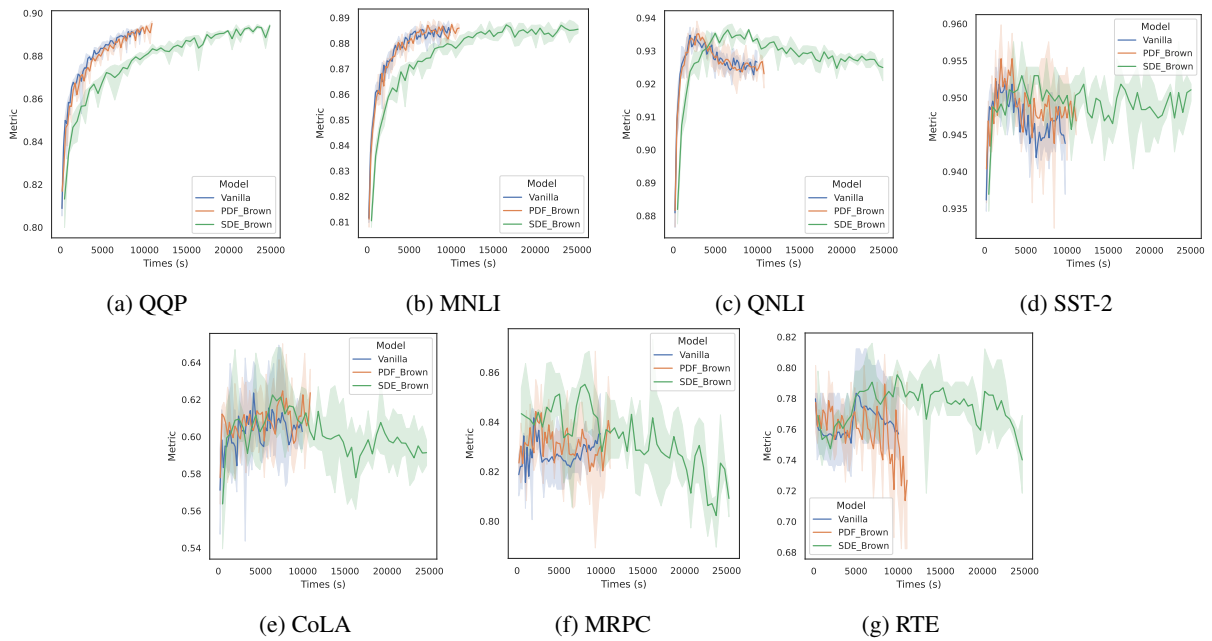 0.90
0.88
0.86
0.84
0.82
0.80
Metric
Model
Vanilla
PDF_Brown
SDE_Brown
0 5000 10000 15000 20000 25000
Times (s)
(a) QQP
0.89
0.88
0.87
0.86
0.85
0.84
0.83
0.82
0.81
Metric
Model
Vanilla
PDF_Brown
SDE_Brown
0 5000 10000 15000 20000 25000
Times (s)
(b) MNLI
0.94
0.93
0.92
0.91
0.90
0.89
0.88
Metric
Model
Vanilla
PDF_Brown
SDE_Brown
0 5000 10000 15000 20000 25000
Times (s)
(c) QNLI
0.960
0.955
0.950
0.945
0.940
0.935
Metric
Model
Vanilla
PDF_Brown
SDE_Brown
0 5000 10000 15000 20000 25000
Times (s)
(d) SST-2
0.64
0.62
0.60
0.58
0.56
0.54
Metric
Model
Vanilla
PDF_Brown
SDE_Brown
0 5000 10000 15000 20000 25000
Times (s)
(e) CoLA
0.86
0.84
0.82
0.80
Metric
Model
Vanilla
PDF_Brown
SDE_Brown
0 5000 10000 15000 20000 25000
Times (s)
(f) MRPC
0.82
0.80
0.78
0.76
0.74
0.72
0.70
0.68
Metric
Model
Vanilla
PDF_Brown
SDE_Brown
0 5000 10000 15000 20000 25000
Times (s)
(g) RTE